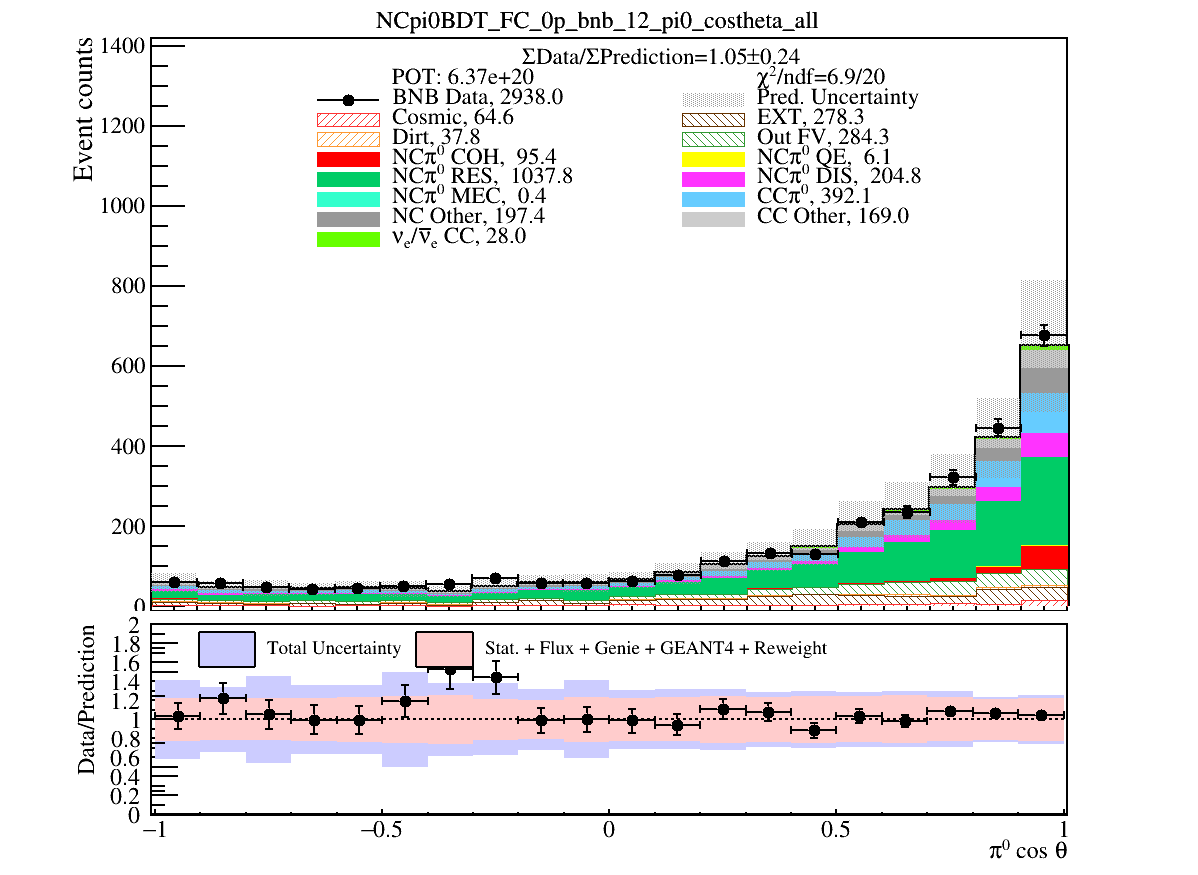 NCpi0BDT_FC_0p_bnb_12_pi0_costheta_all
Event counts
1400
1200
1000
800
600
400
200
0
ΣData/ΣPrediction=1.05±0.24
POT: 6.37e+20
χ²/ndf=6.9/20
BNB Data, 2938.0
Pred. Uncertainty
Cosmic, 64.6
EXT, 278.3
Dirt, 37.8
Out FV, 284.3
NCπ⁰ COH, 95.4
NCπ⁰ QE, 6.1
NCπ⁰ RES, 1037.8
NCπ⁰ DIS, 204.8
NCπ⁰ MEC, 0.4
CCπ⁰, 392.1
NC Other, 197.4
CC Other, 169.0
νₑ/ν̅ₑ CC, 28.0
Data/Prediction
2
1.8
1.6
1.4
1.2
1
0.8
0.6
0.4
0.2
0
Total Uncertainty
Stat. + Flux + Genie + GEANT4 + Reweight
−1
−0.5
0
0.5
1
π⁰ cos θ